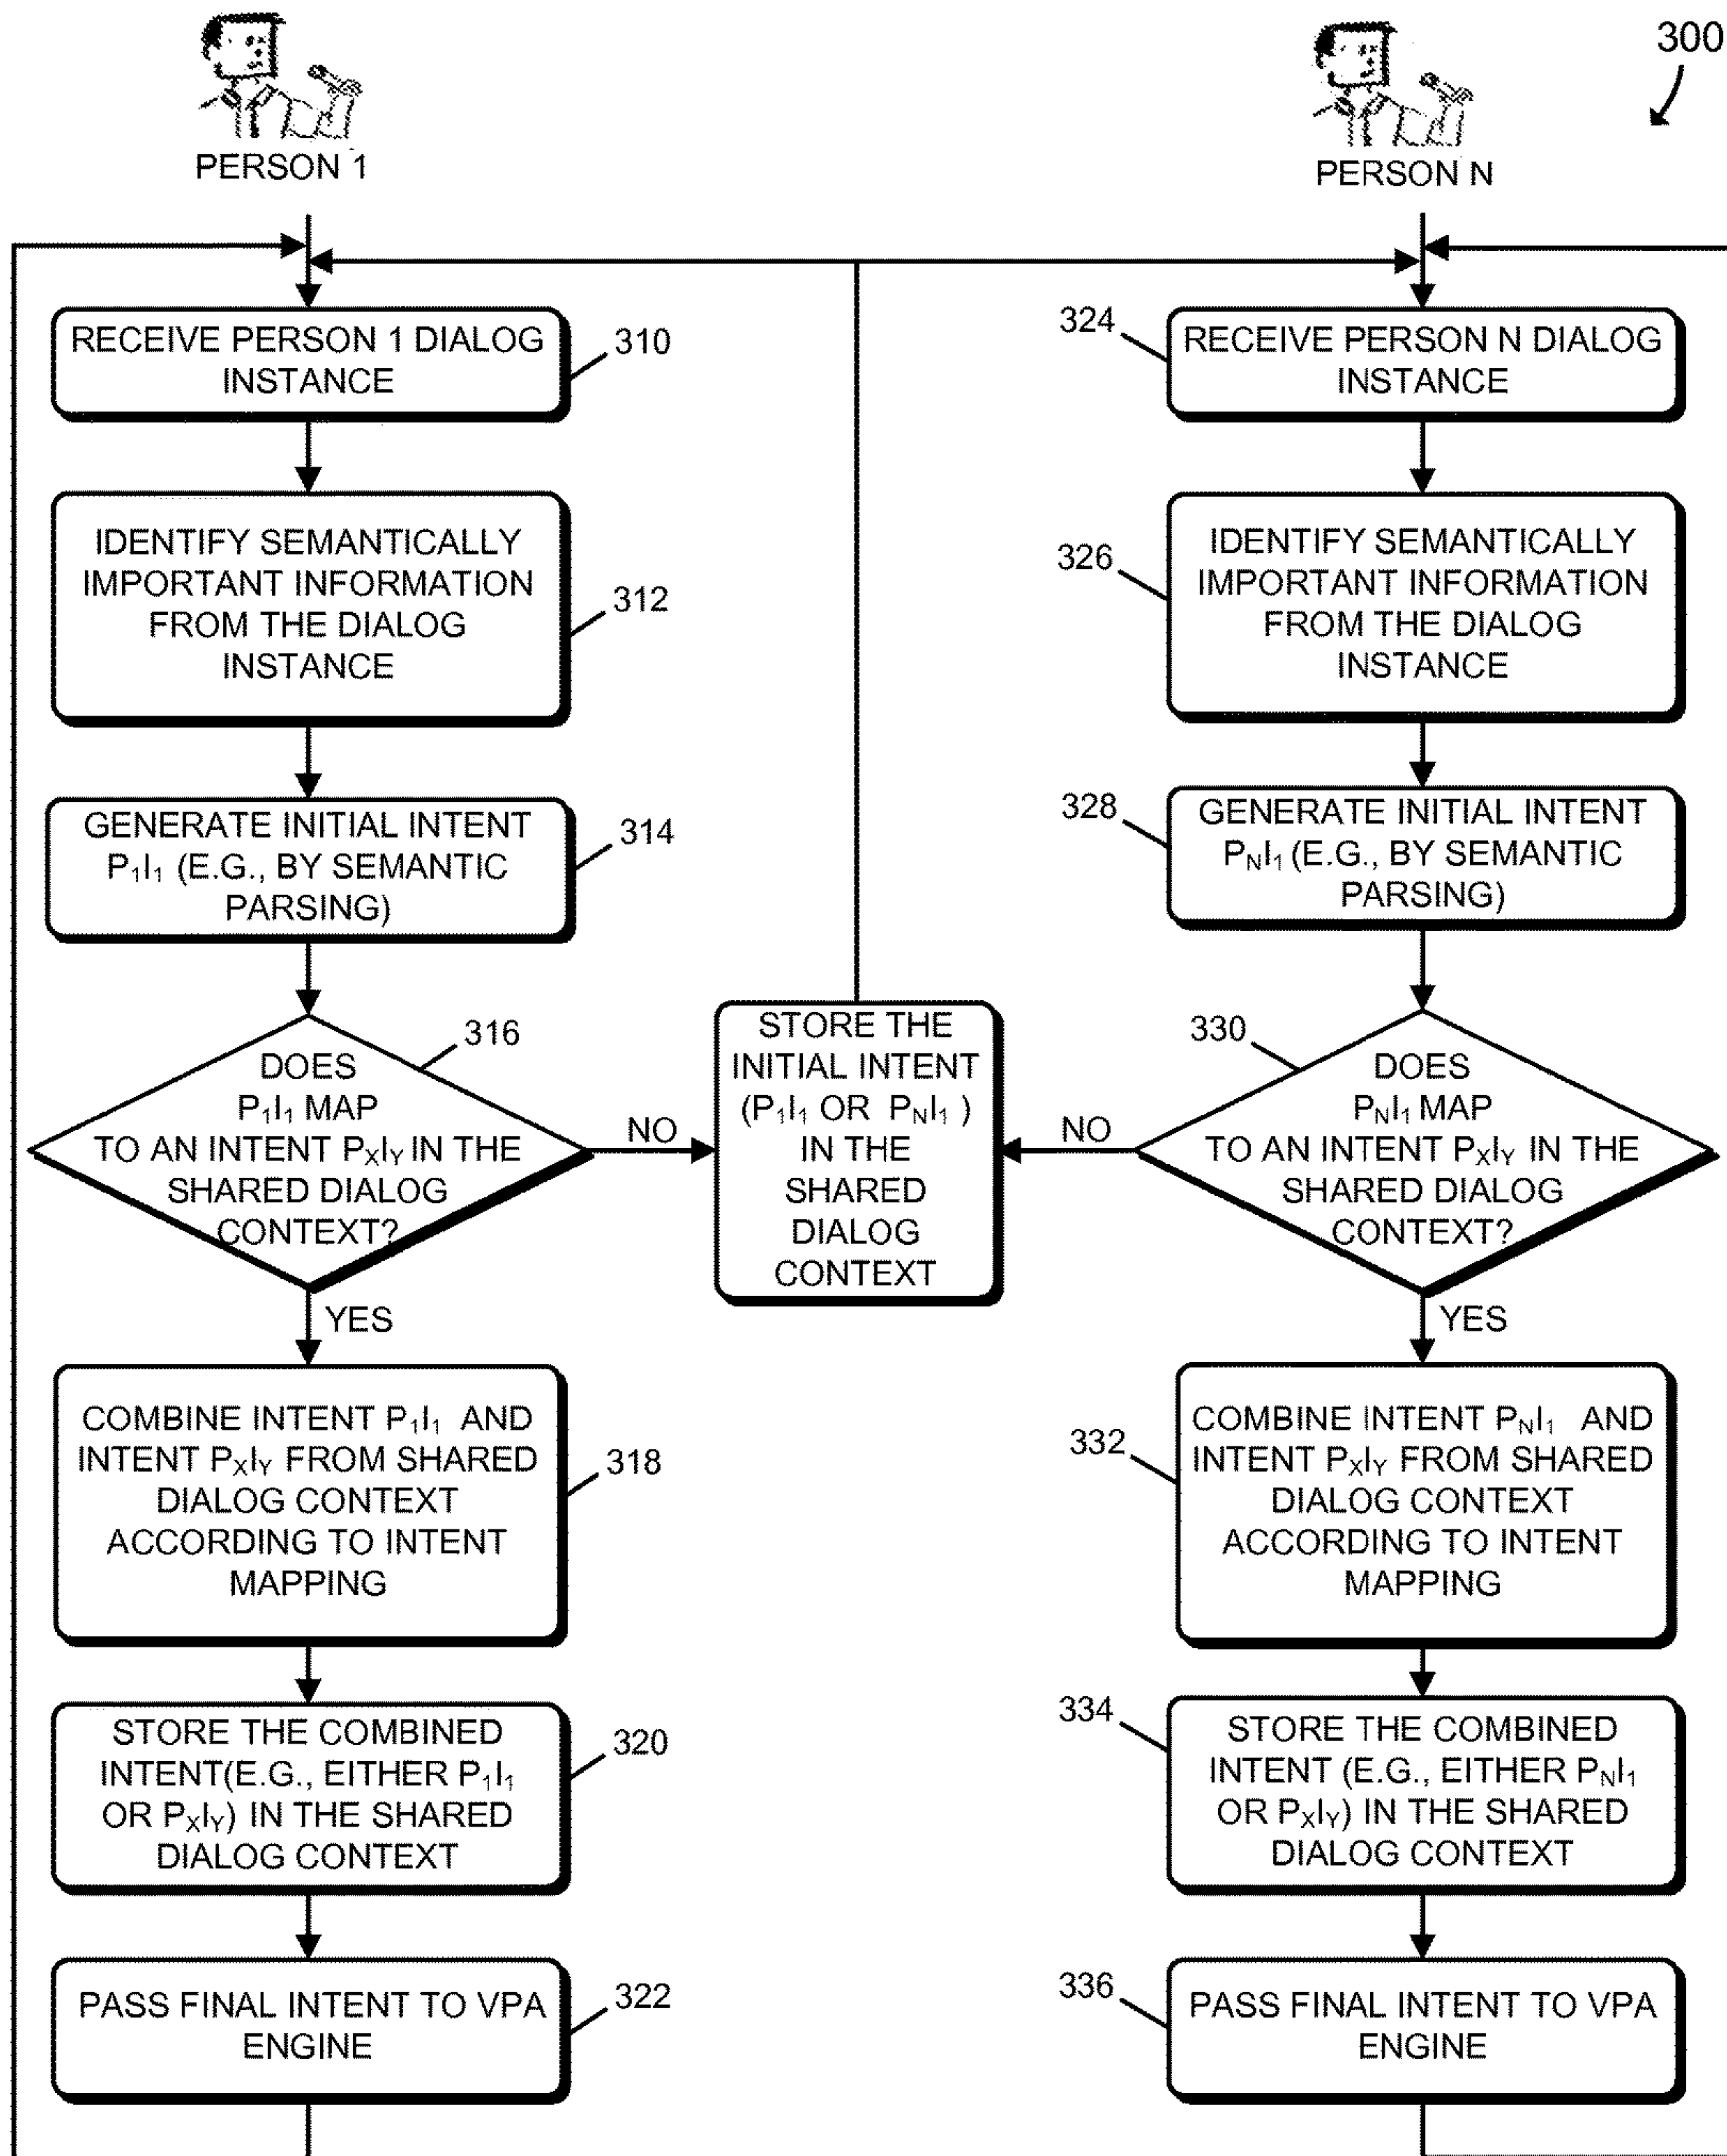 300
PERSON 1
PERSON N
RECEIVE PERSON 1 DIALOG
INSTANCE
310
324
RECEIVE PERSON N DIALOG
INSTANCE
IDENTIFY SEMANTICALLY
IMPORTANT INFORMATION
FROM THE DIALOG
INSTANCE
312
326
IDENTIFY SEMANTICALLY
IMPORTANT INFORMATION
FROM THE DIALOG
INSTANCE
GENERATE INITIAL INTENT
P₁I₁ (E.G., BY SEMANTIC
PARSING)
314
328
GENERATE INITIAL INTENT
PNI₁ (E.G., BY SEMANTIC
PARSING)
316
DOES
P₁I₁ MAP
TO AN INTENT PXIY IN THE
SHARED DIALOG
CONTEXT?
NO
YES
STORE THE
INITIAL INTENT
(P₁I₁ OR PNI₁ )
IN THE
SHARED
DIALOG
CONTEXT
330
DOES
PNI₁ MAP
TO AN INTENT PXIY IN THE
SHARED DIALOG
CONTEXT?
NO
YES
COMBINE INTENT P₁I₁ AND
INTENT PXIY FROM SHARED
DIALOG CONTEXT
ACCORDING TO INTENT
MAPPING
318
332
COMBINE INTENT PNI₁ AND
INTENT PXIY FROM SHARED
DIALOG CONTEXT
ACCORDING TO INTENT
MAPPING
STORE THE COMBINED
INTENT(E.G., EITHER P₁I₁
OR PXIY) IN THE SHARED
DIALOG CONTEXT
320
334
STORE THE COMBINED
INTENT (E.G., EITHER PNI₁
OR PXIY) IN THE SHARED
DIALOG CONTEXT
PASS FINAL INTENT TO VPA
ENGINE
322
336
PASS FINAL INTENT TO VPA
ENGINE